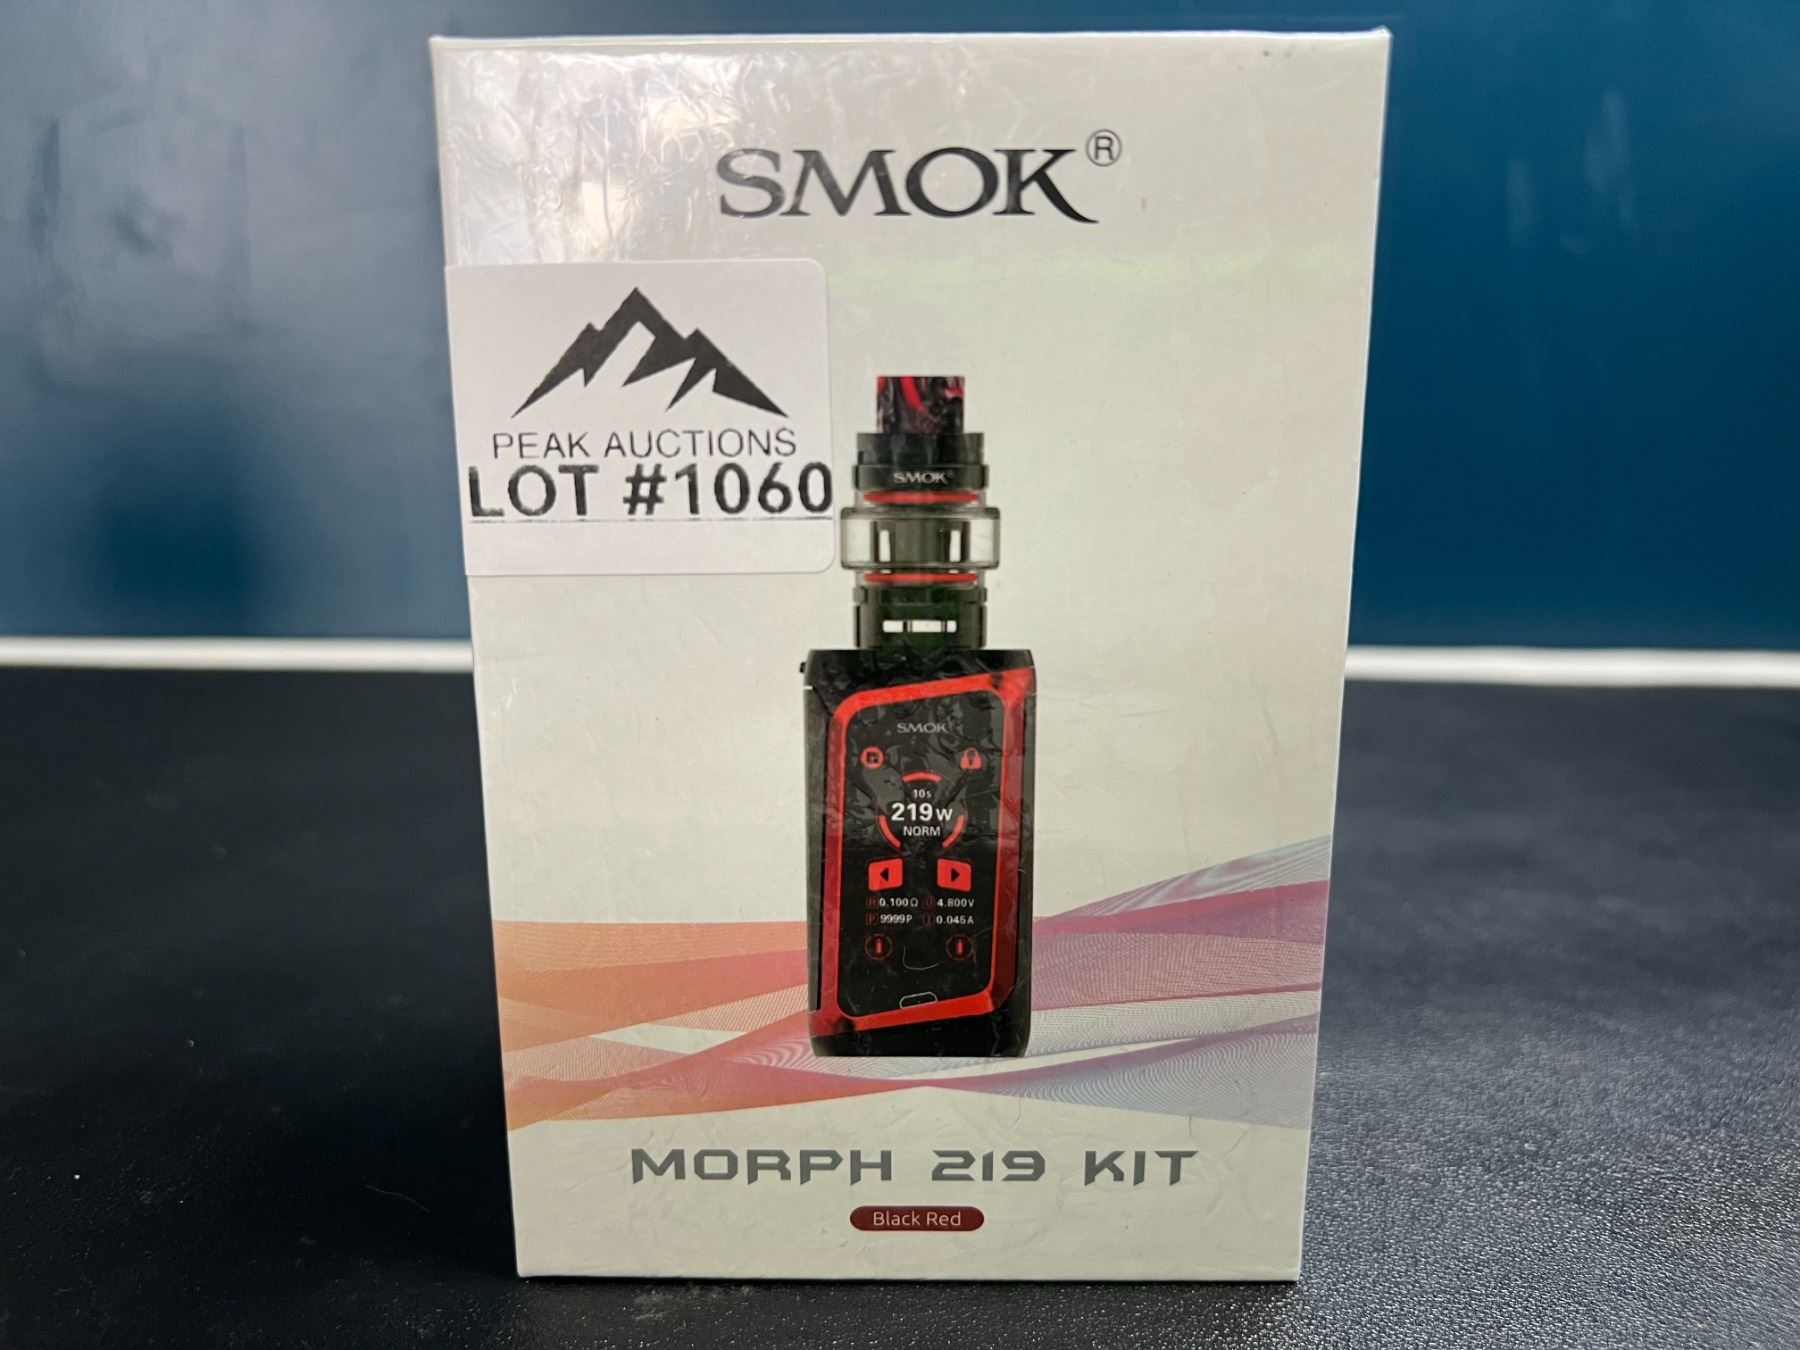 SMOK®
PEAK AUCTIONS
LOT #1060
SMOK
SMOK
10s
219W
NORM
R 0.100Ω U 4.800V
P 9999P I 0.045A
MORPH 219 KIT
Black Red